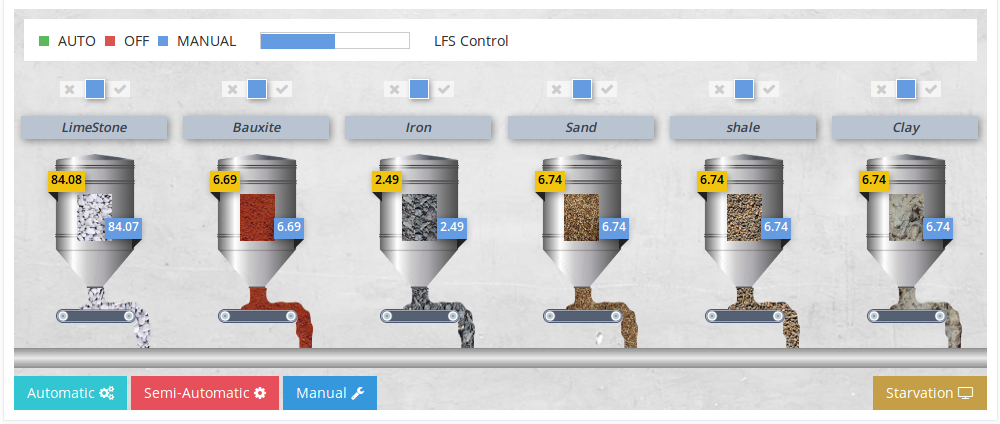 AUTO OFF MANUAL LFS Control
LimeStone Bauxite Iron Sand shale Clay
84.08 6.69 2.49 6.74 6.74 6.74
84.07 6.69 2.49 6.74 6.74 6.74
Automatic Semi-Automatic Manual Starvation